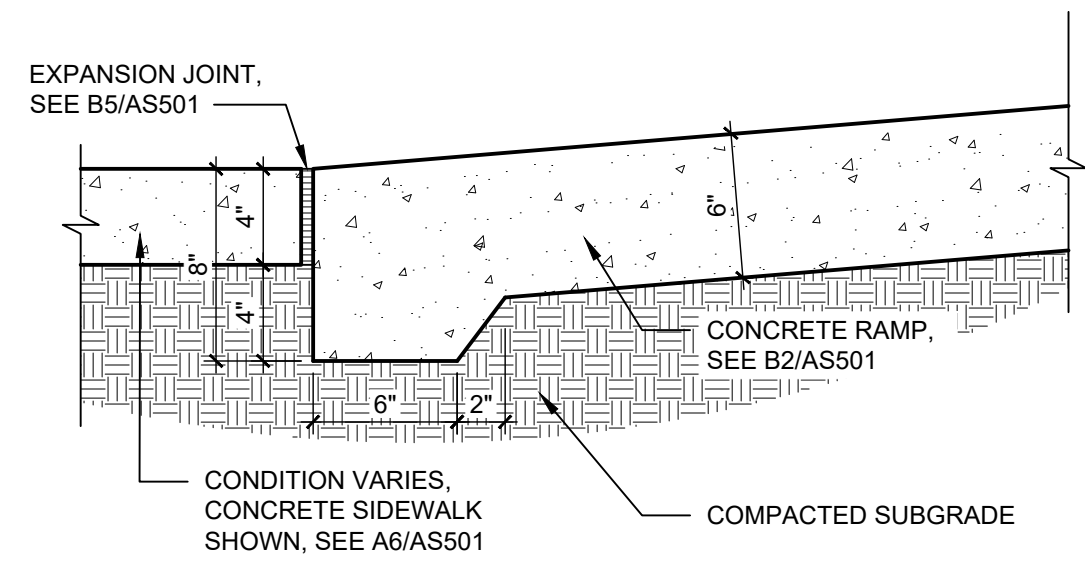 EXPANSION JOINT,
SEE B5/AS501
4"
8"
4"
6"
6"
2"
CONCRETE RAMP,
SEE B2/AS501
CONDITION VARIES,
CONCRETE SIDEWALK
SHOWN, SEE A6/AS501
COMPACTED SUBGRADE